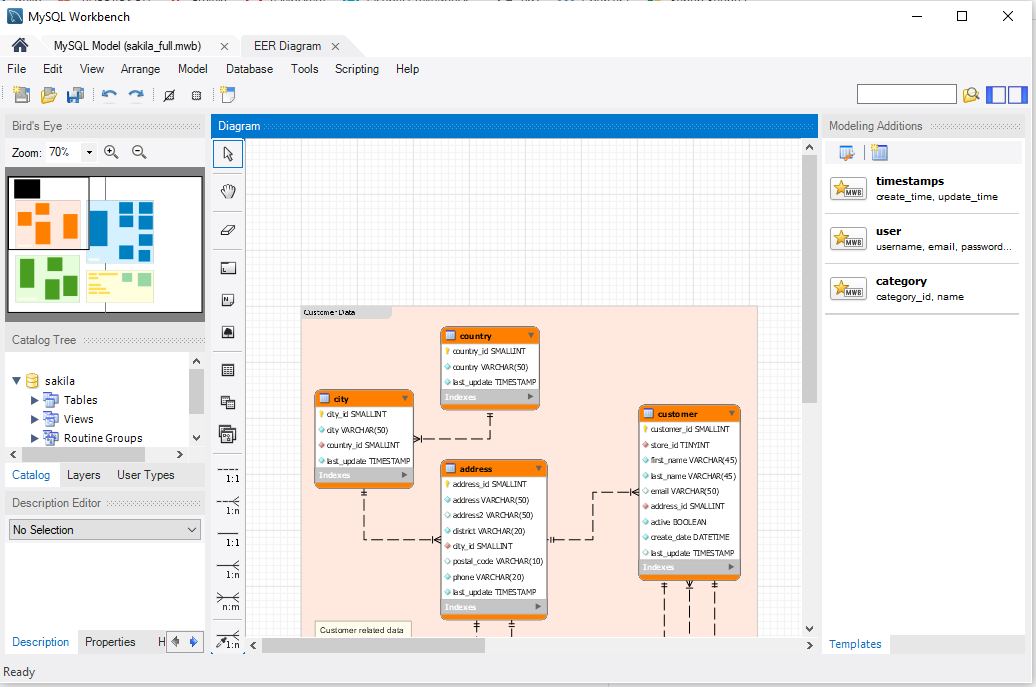 MySQL Workbench
MySQL Model (sakila_full.mwb) ×
EER Diagram ×
File Edit View Arrange Model Database Tools Scripting Help
Bird's Eye
Zoom: 70%
Catalog Tree
sakila
Tables
Views
Routine Groups
Catalog Layers User Types
Description Editor
No Selection
Description Properties H
Ready
Diagram
N
1:1
1:n
1:1
1:n
n:m
1:n
Customer Data
country
country_id SMALLINT
country VARCHAR(50)
last_update TIMESTAMP
Indexes
city
city_id SMALLINT
city VARCHAR(50)
country_id SMALLINT
last_update TIMESTAMP
Indexes
address
address_id SMALLINT
address VARCHAR(50)
address2 VARCHAR(50)
district VARCHAR(20)
city_id SMALLINT
postal_code VARCHAR(10)
phone VARCHAR(20)
last_update TIMESTAMP
Indexes
customer
customer_id SMALLINT
store_id TINYINT
first_name VARCHAR(45)
last_name VARCHAR(45)
email VARCHAR(50)
address_id SMALLINT
active BOOLEAN
create_date DATETIME
last_update TIMESTAMP
Indexes
Customer related data
Modeling Additions
MWB
timestamps
create_time, update_time
MWB
user
username, email, password...
MWB
category
category_id, name
Templates